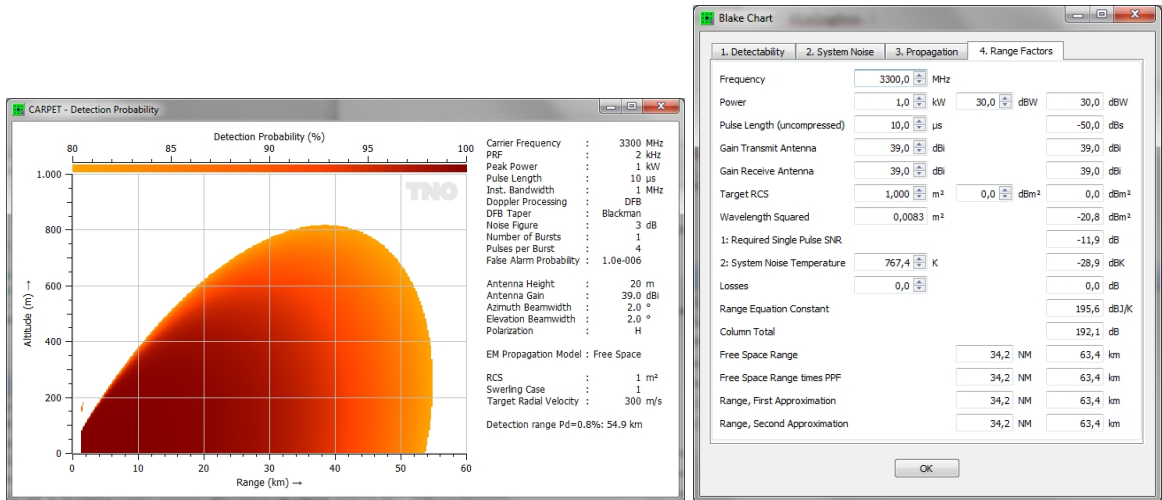 CARPET - Detection Probability
Detection Probability (%)
80 85 90 95 100
TNO
1.000
800
600
400
200
0
Altitude (m) →
0 10 20 30 40 50 60
Range (km) →
Carrier Frequency : 3300 MHz
PRF : 2 kHz
Peak Power : 1 kW
Pulse Length : 10 µs
Inst. Bandwidth : 1 MHz
Doppler Processing : DFB
DFB Taper : Blackman
Noise Figure : 3 dB
Number of Bursts : 1
Pulses per Burst : 4
False Alarm Probability : 1.0e-006
Antenna Height : 20 m
Antenna Gain : 39.0 dBi
Azimuth Beamwidth : 2.0 °
Elevation Beamwidth : 2.0 °
Polarization : H
EM Propagation Model : Free Space
RCS : 1 m²
Swerling Case : 1
Target Radial Velocity : 300 m/s
Detection range Pd=0.8%: 54.9 km
Blake Chart
1. Detectability 2. System Noise 3. Propagation 4. Range Factors
Frequency 3300,0 MHz
Power 1,0 kW 30,0 dBW 30,0 dBW
Pulse Length (uncompressed) 10,0 µs -50,0 dBs
Gain Transmit Antenna 39,0 dBi 39,0 dBi
Gain Receive Antenna 39,0 dBi 39,0 dBi
Target RCS 1,000 m² 0,0 dBm² 0,0 dBm²
Wavelength Squared 0,0083 m² -20,8 dBm²
1: Required Single Pulse SNR -11,9 dB
2: System Noise Temperature 767,4 K -28,9 dBK
Losses 0,0 0,0 dB
Range Equation Constant 195,6 dBJ/K
Column Total 192,1 dB
Free Space Range 34,2 NM 63,4 km
Free Space Range times PPF 34,2 NM 63,4 km
Range, First Approximation 34,2 NM 63,4 km
Range, Second Approximation 34,2 NM 63,4 km
OK